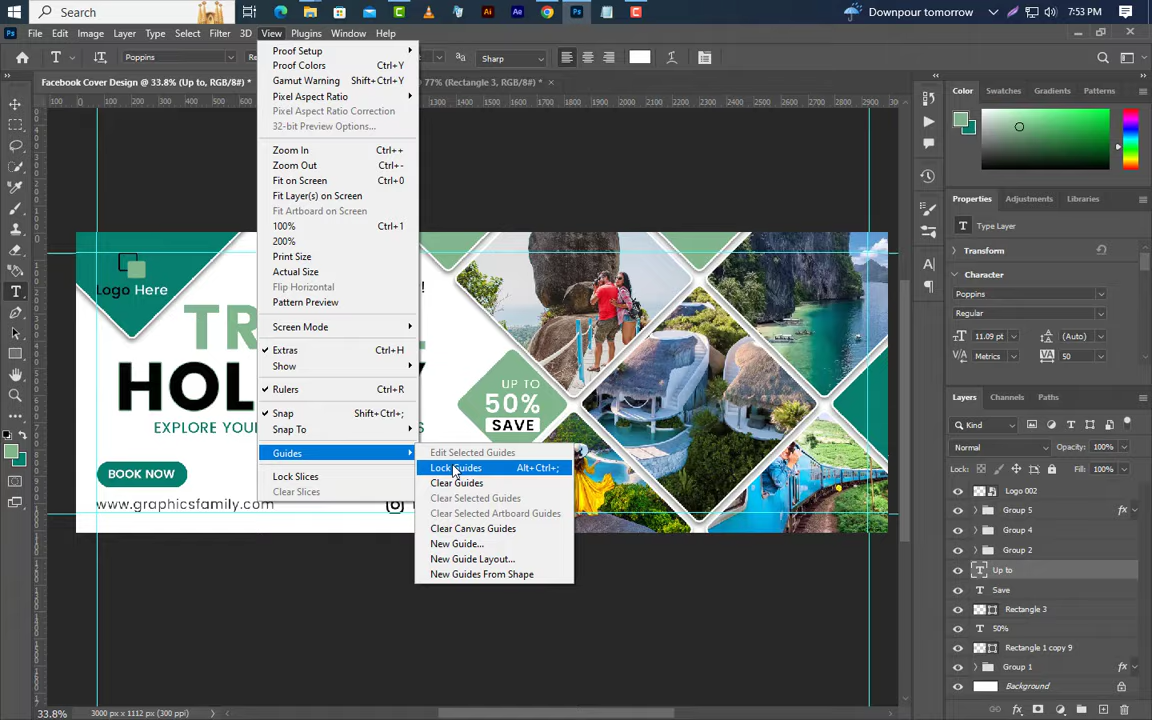 Search
Downpour tomorrow
7:53 PM
File Edit Image Layer Type Select Filter 3D View Plugins Window Help
Poppins
Sharp
Facebook Cover Design @ 33.8% (Up to, RGB/8#) *
77% (Rectangle 3, RGB/8#) *
Proof Setup
Proof Colors Ctrl+Y
Gamut Warning Shift+Ctrl+Y
Pixel Aspect Ratio
Pixel Aspect Ratio Correction
32-bit Preview Options...
Zoom In Ctrl++
Zoom Out Ctrl+-
Fit on Screen Ctrl+0
Fit Layer(s) on Screen
Fit Artboard on Screen
100% Ctrl+1
200%
Print Size
Actual Size
Flip Horizontal
Pattern Preview
Screen Mode
Extras Ctrl+H
Show
Rulers Ctrl+R
Snap Shift+Ctrl+;
Snap To
Guides
Lock Slices
Clear Slices
Edit Selected Guides
Lock Guides Alt+Ctrl+;
Clear Guides
Clear Selected Guides
Clear Selected Artboard Guides
Clear Canvas Guides
New Guide...
New Guide Layout...
New Guides From Shape
Logo Here
TR
HOL
EXPLORE YOUR
BOOK NOW
www.graphicsfamily.com
UP TO
50%
SAVE
Color Swatches Gradients Patterns
Properties Adjustments Libraries
Type Layer
Transform
Character
Poppins
Regular
11.09 pt (Auto)
Metrics 50
Layers Channels Paths
Kind
Normal Opacity: 100%
Lock: Fill: 100%
Logo 002
Group 5
Group 4
Group 2
Up to
Save
Rectangle 3
50%
Rectangle 1 copy 9
Group 1
Background
33.8% 3000 px x 1112 px (300 ppi)